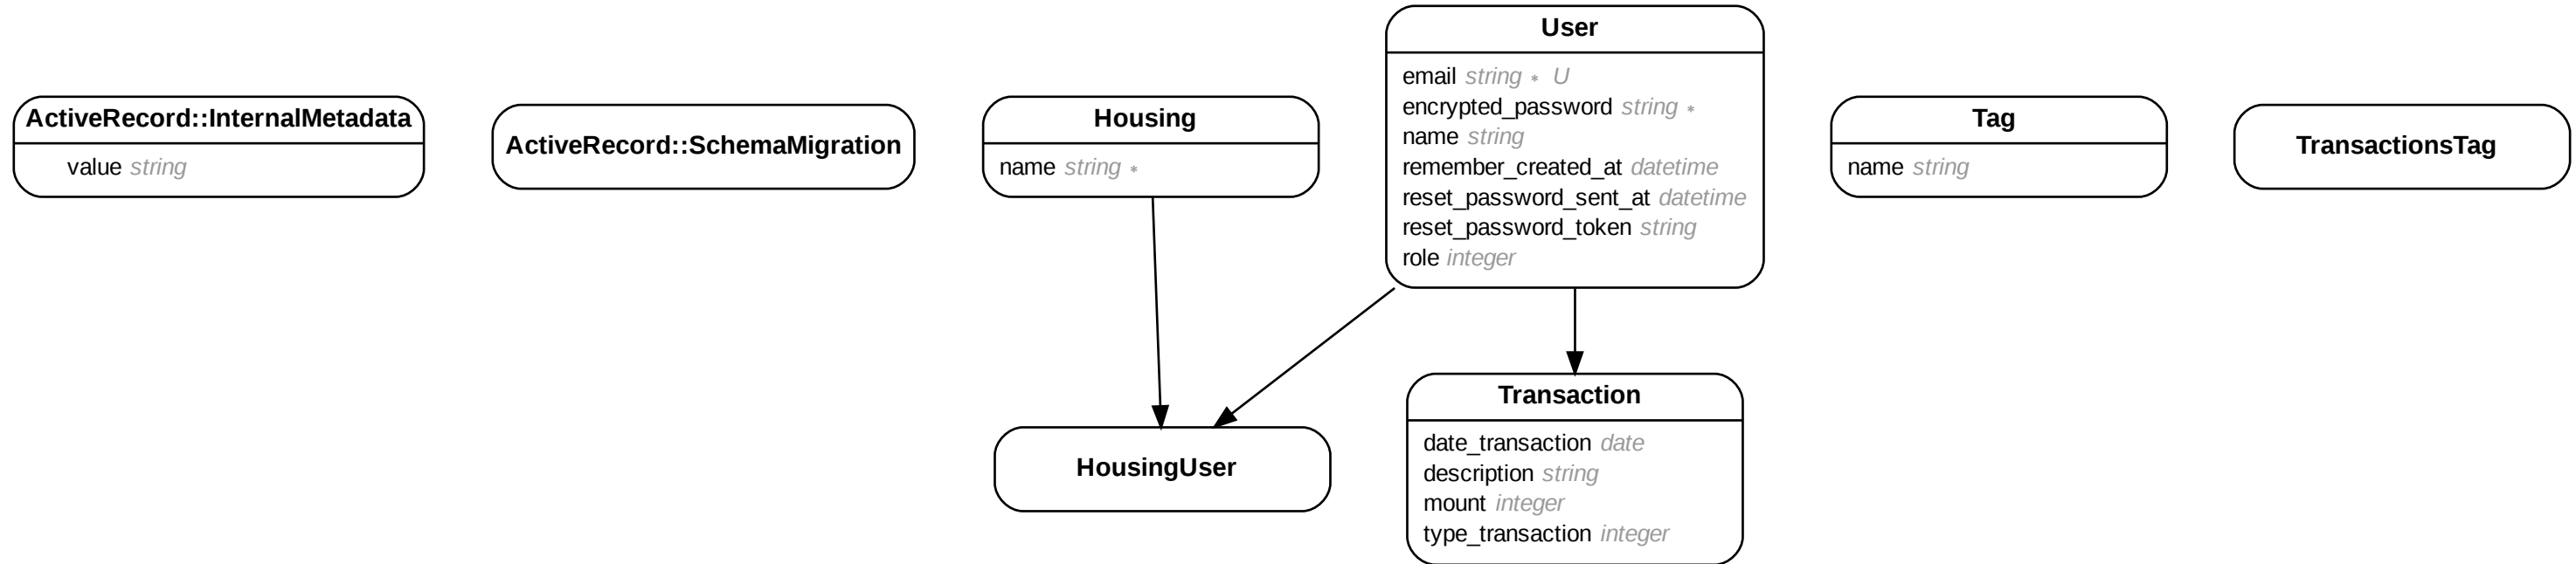 ActiveRecord::InternalMetadata
value string
ActiveRecord::SchemaMigration
Housing
name string *
User
email string * U
encrypted_password string *
name string
remember_created_at datetime
reset_password_sent_at datetime
reset_password_token string
role integer
Tag
name string
TransactionsTag
HousingUser
Transaction
date_transaction date
description string
mount integer
type_transaction integer